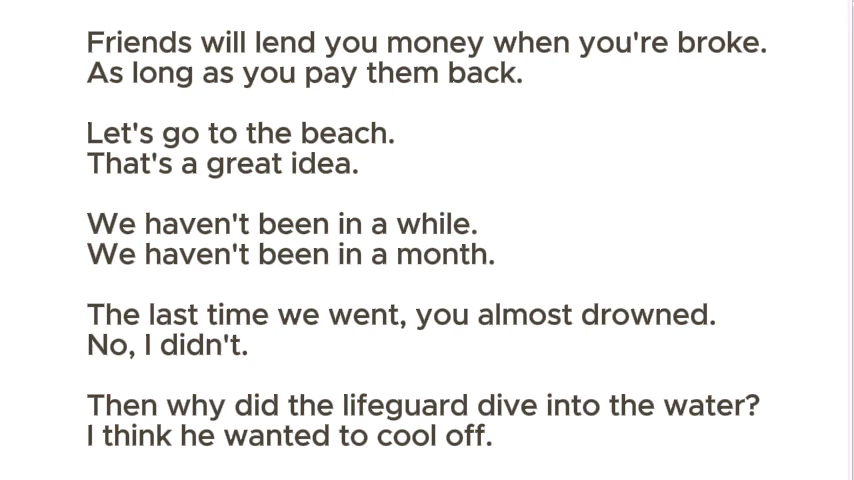 Friends will lend you money when you're broke.
As long as you pay them back.
Let's go to the beach.
That's a great idea.
We haven't been in a while.
We haven't been in a month.
The last time we went, you almost drowned.
No, I didn't.
Then why did the lifeguard dive into the water?
I think he wanted to cool off.